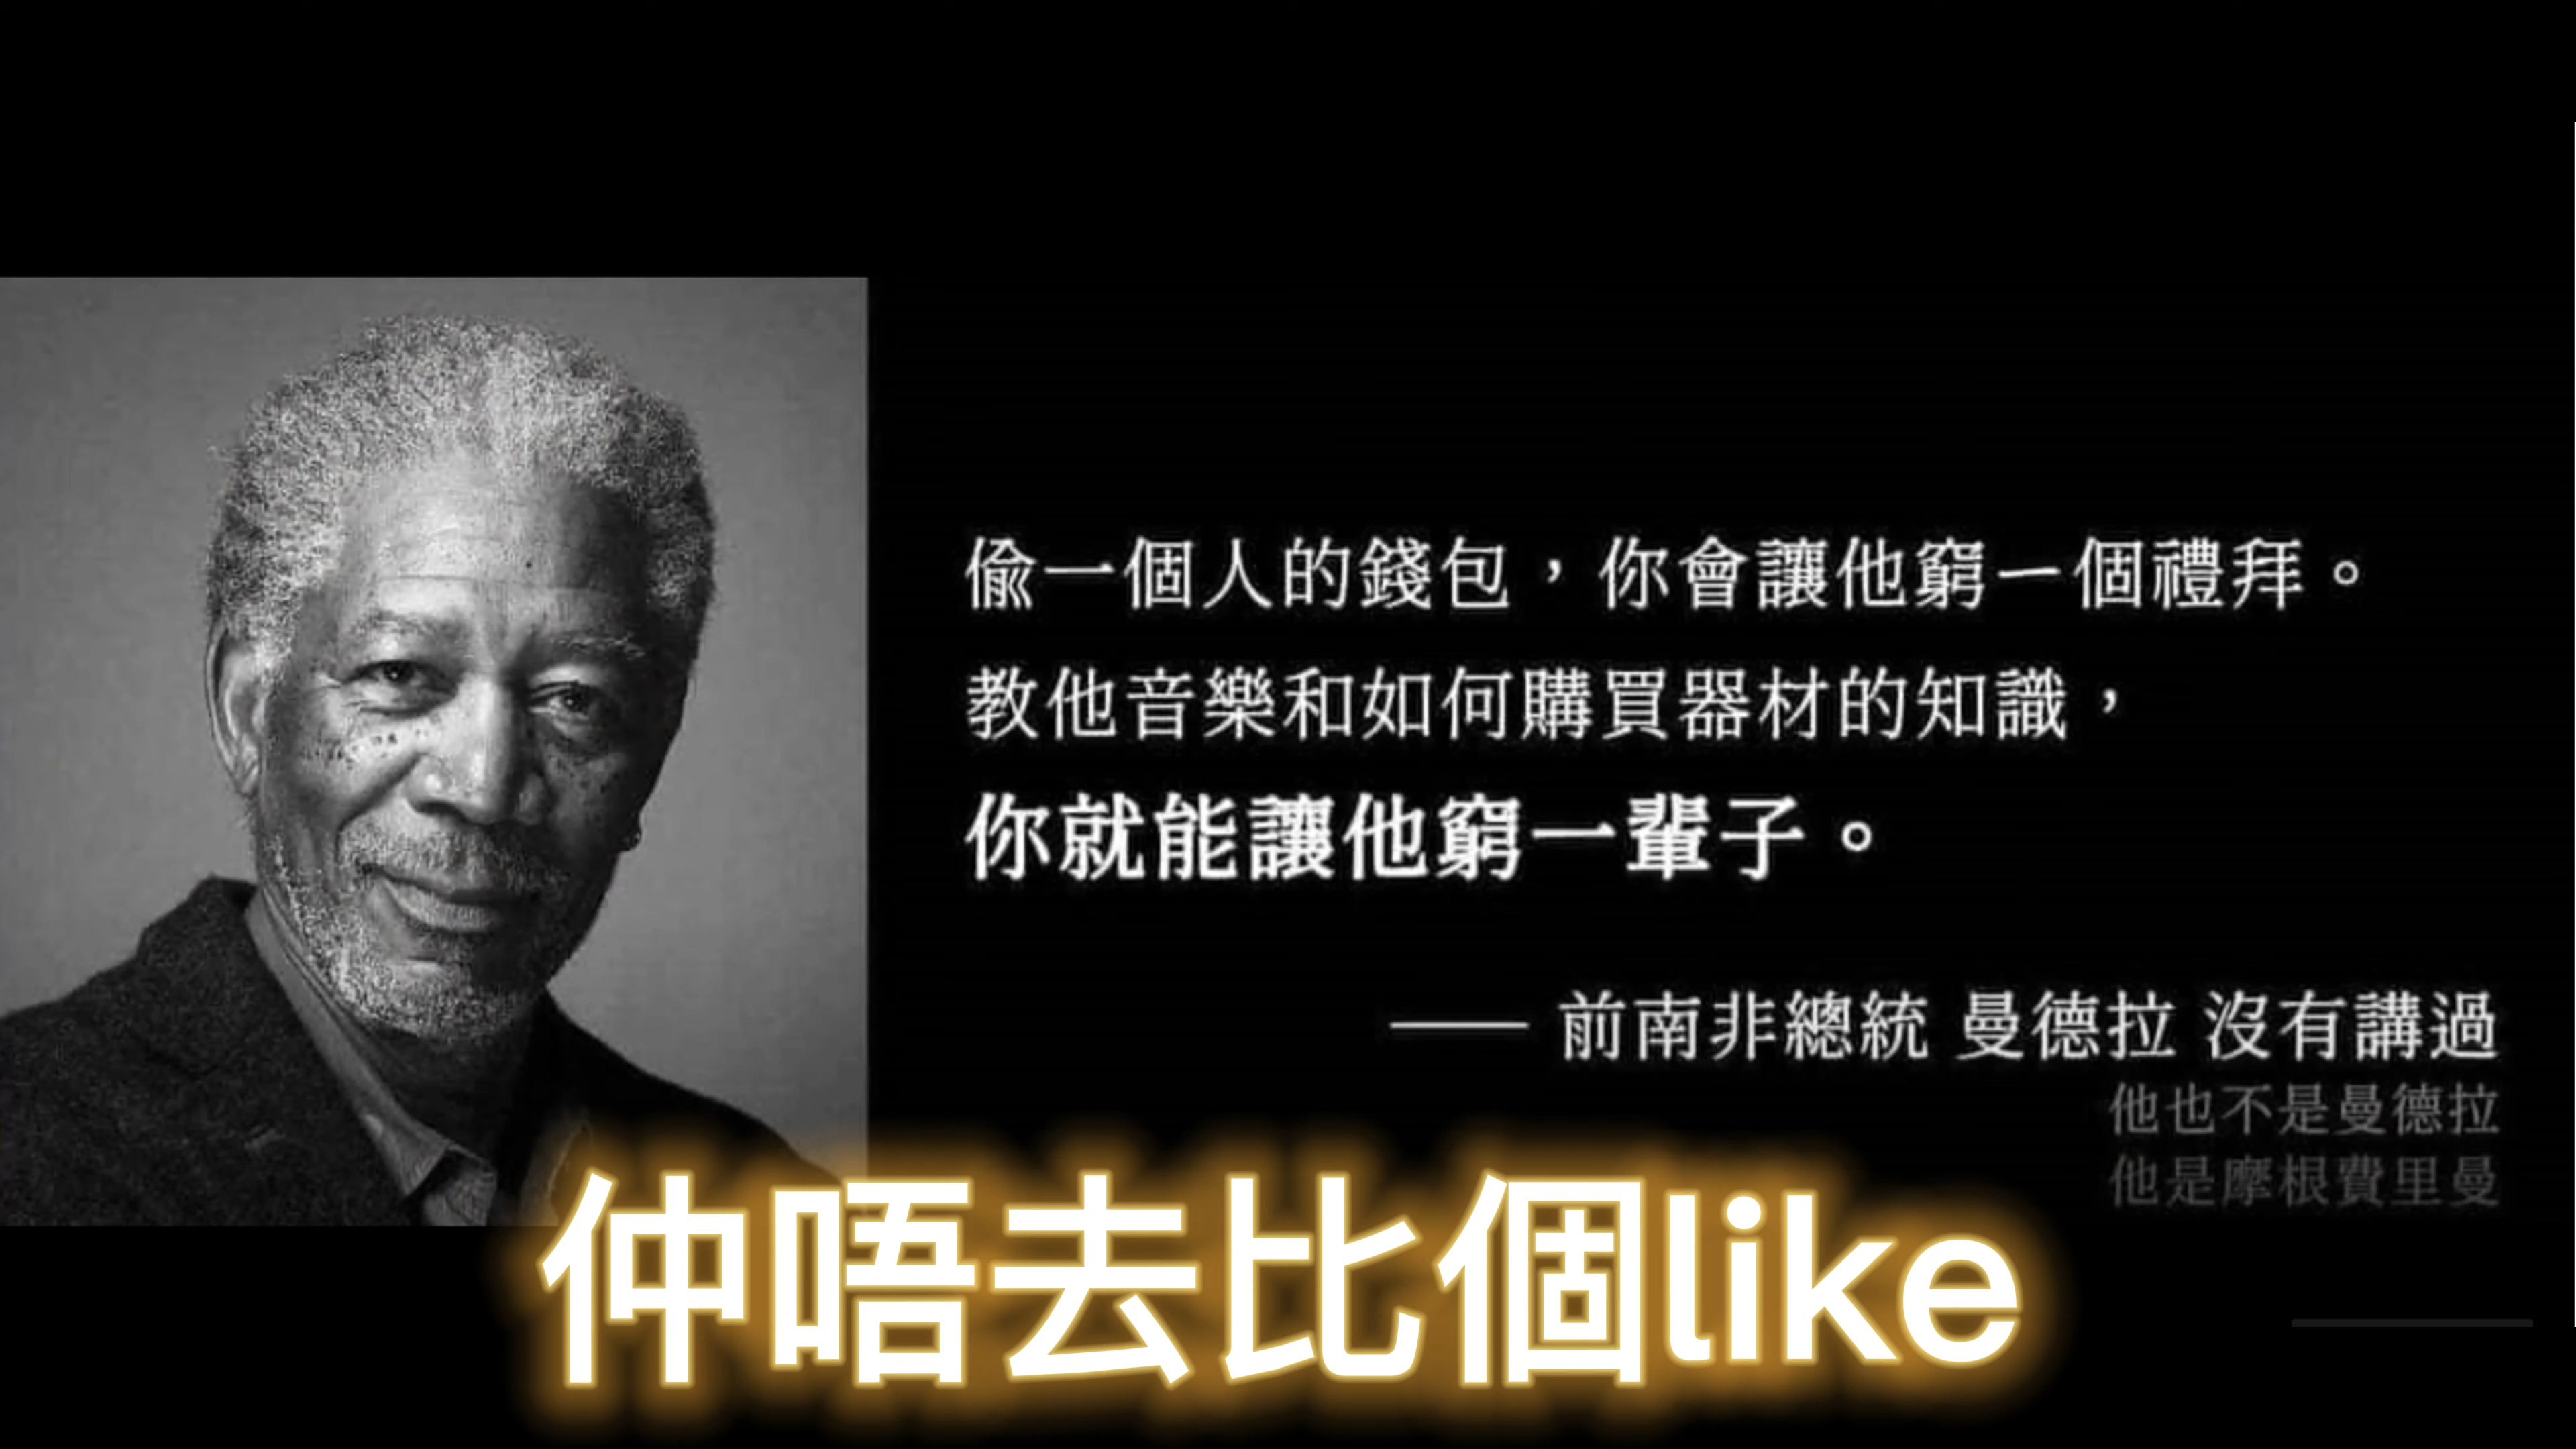 偷一個人的錢包，你會讓他窮一個禮拜。
教他音樂和如何購買器材的知識，
你就能讓他窮一輩子。
—— 前南非總統 曼德拉 沒有講過
他也不是曼德拉
他是摩根費里曼
仲唔去比個like